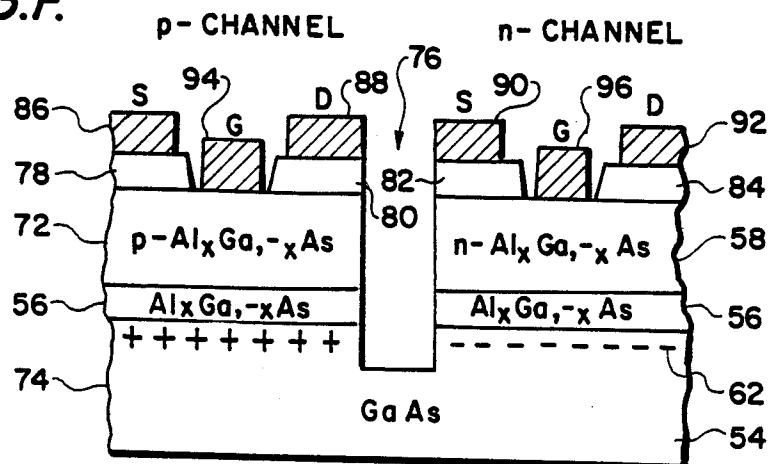 p- CHANNEL n- CHANNEL
76
94 88 90 96
S D S D
86 G G 92
78 82 84
80
72 p-AlxGa,-xAs n-AlxGa,-xAs 58
56 AlxGa,-xAs AlxGa,-xAs 56
+ + + + + + + - - - - - - - -
74 62
GaAs
54